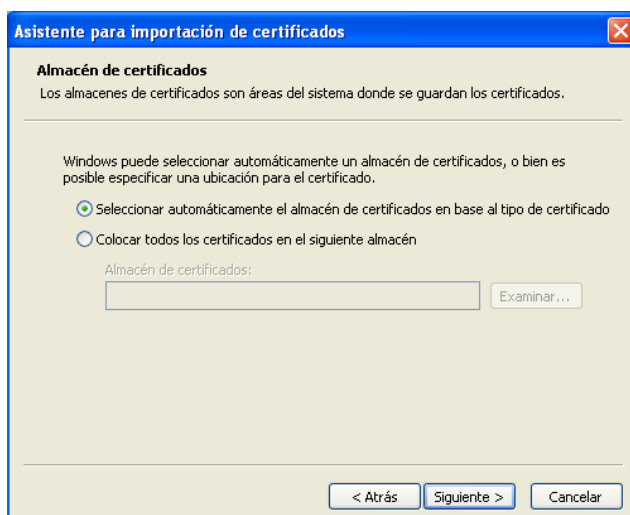 Asistente para importación de certificados
Almacén de certificados
Los almacenes de certificados son áreas del sistema donde se guardan los certificados.
Windows puede seleccionar automáticamente un almacén de certificados, o bien es
posible especificar una ubicación para el certificado.
Seleccionar automáticamente el almacén de certificados en base al tipo de certificado
Colocar todos los certificados en el siguiente almacén
Almacén de certificados:
Examinar...
< Atrás
Siguiente >
Cancelar